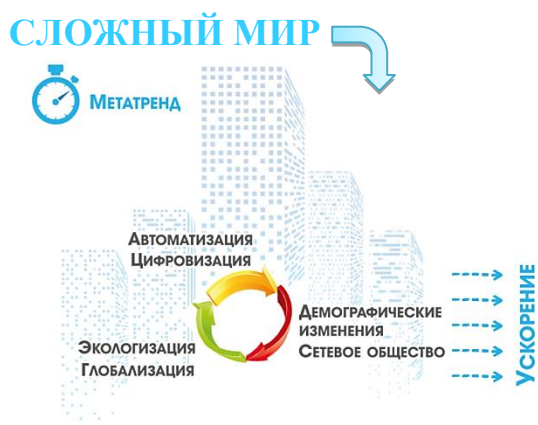 СЛОЖНЫЙ МИР
МЕТАТРЕНД
АВТОМАТИЗАЦИЯ
ЦИФРОВИЗАЦИЯ
ДЕМОГРАФИЧЕСКИЕ
ИЗМЕНЕНИЯ
СЕТЕВОЕ ОБЩЕСТВО
ЭКОЛОГИЗАЦИЯ
ГЛОБАЛИЗАЦИЯ
УСКОРЕНИЕ